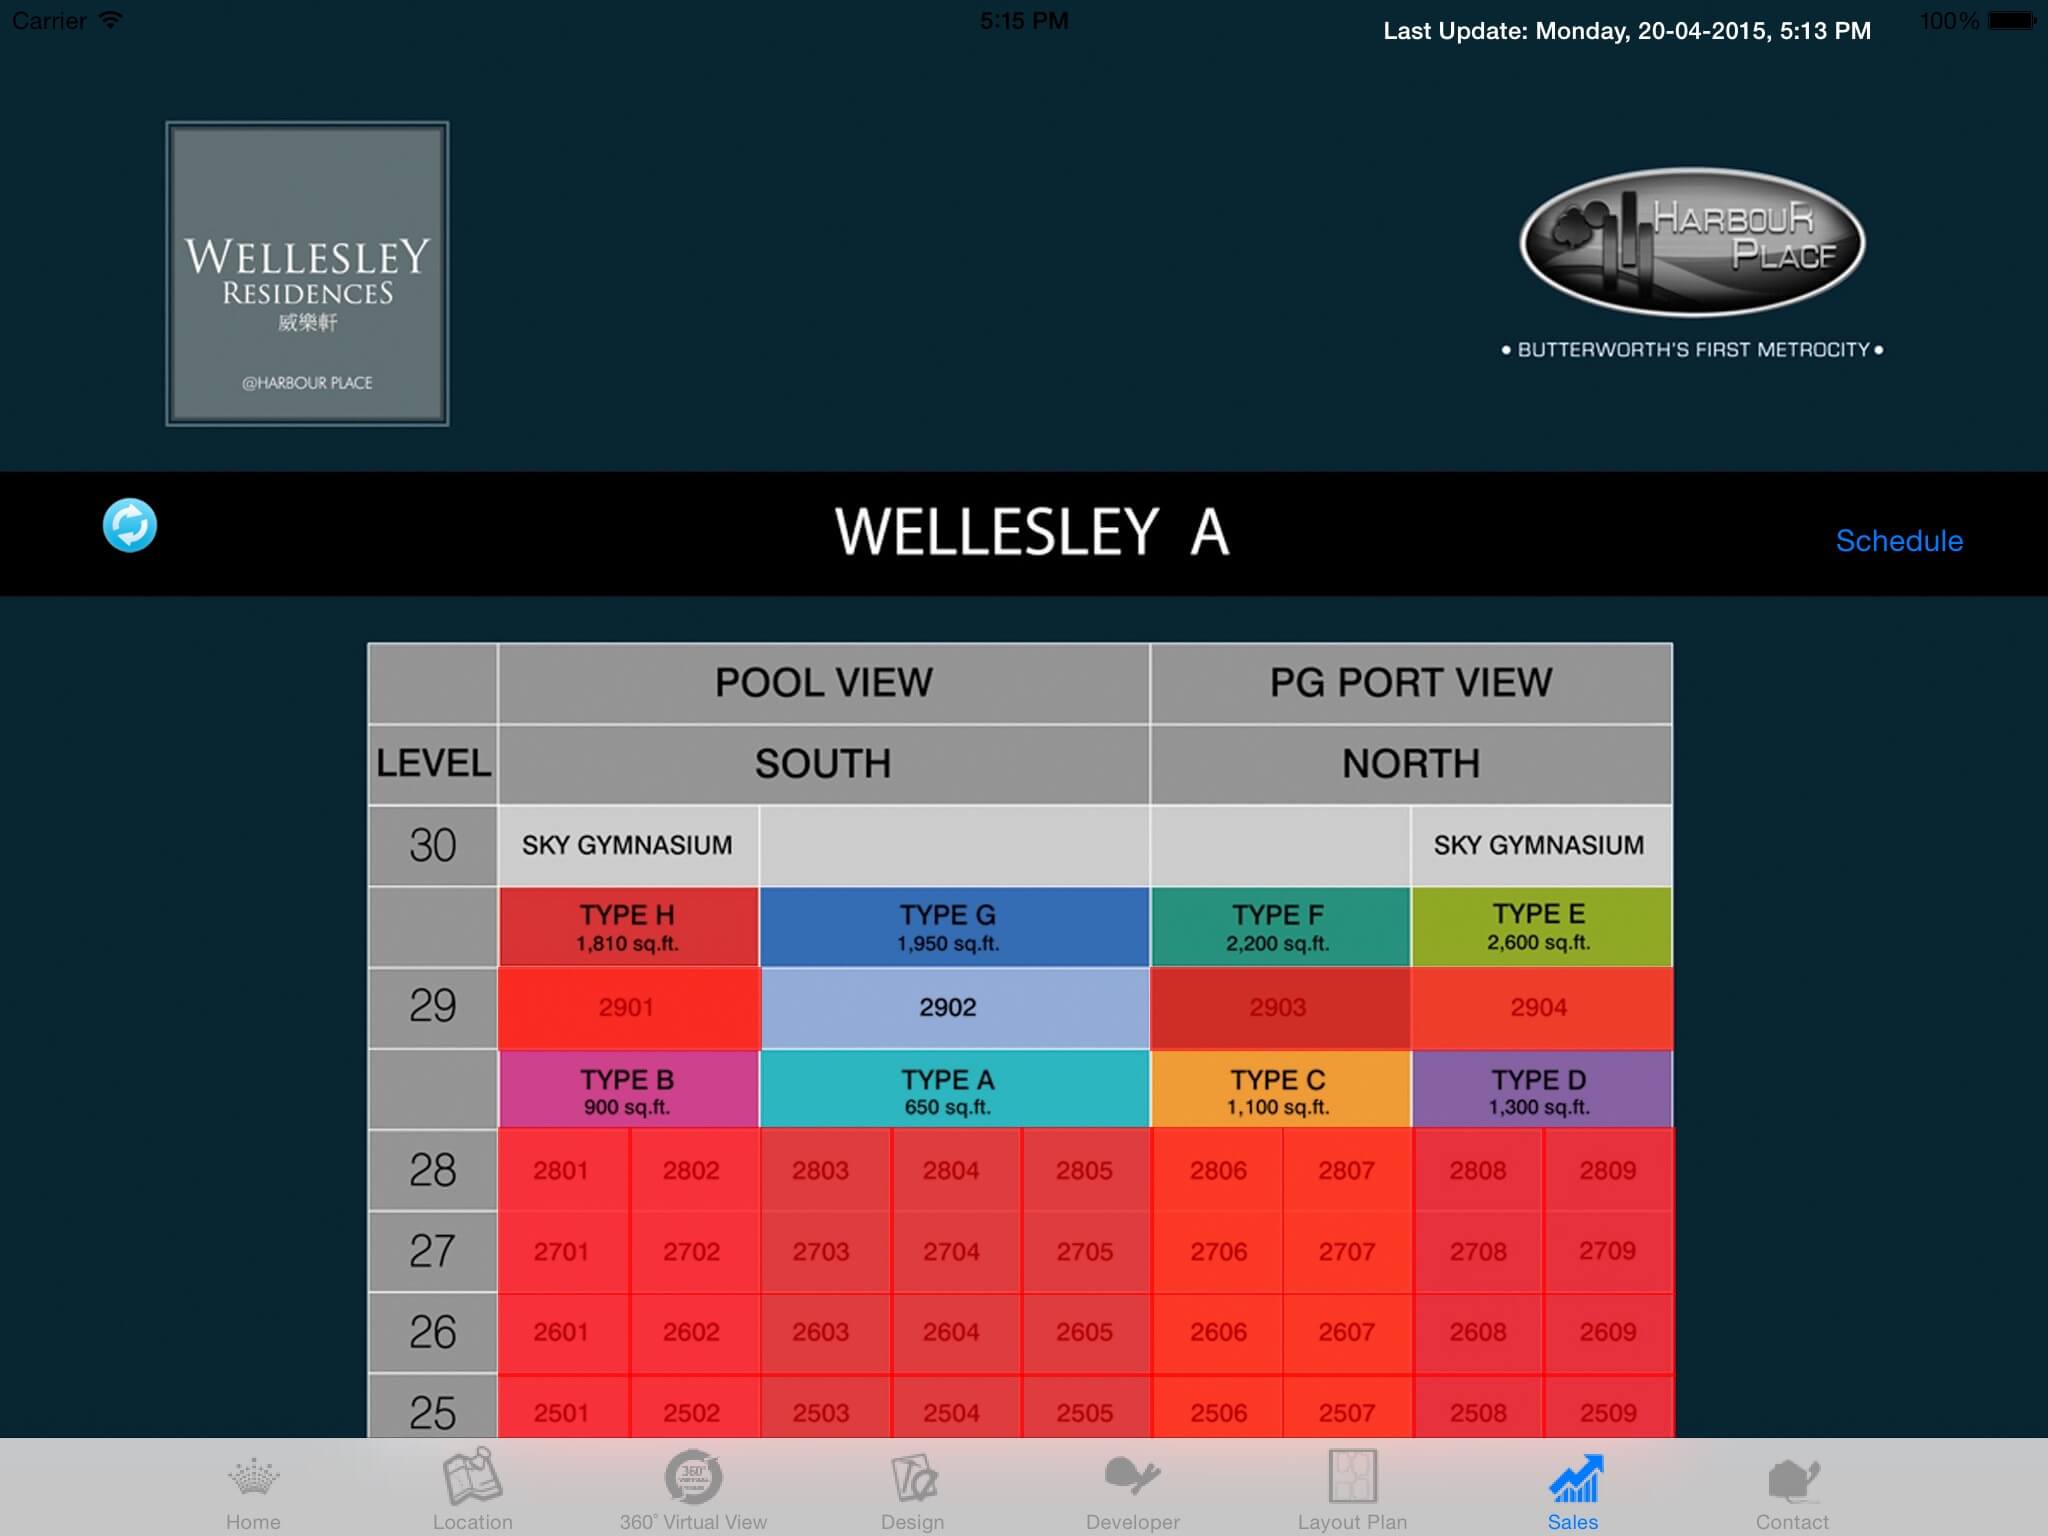 Carrier 5:15 PM 100%
Last Update: Monday, 20-04-2015, 5:13 PM
WELLESLEY
RESIDENCES
威樂軒
@HARBOUR PLACE
HARBOUR
PLACE
• BUTTERWORTH'S FIRST METROCITY •
WELLESLEY A
Schedule
POOL VIEW PG PORT VIEW
LEVEL SOUTH NORTH
30 SKY GYMNASIUM SKY GYMNASIUM
TYPE H TYPE G TYPE F TYPE E
1,810 sq.ft. 1,950 sq.ft. 2,200 sq.ft. 2,600 sq.ft.
29 2901 2902 2903 2904
TYPE B TYPE A TYPE C TYPE D
900 sq.ft. 650 sq.ft. 1,100 sq.ft. 1,300 sq.ft.
28 2801 2802 2803 2804 2805 2806 2807 2808 2809
27 2701 2702 2703 2704 2705 2706 2707 2708 2709
26 2601 2602 2603 2604 2605 2606 2607 2608 2609
25 2501 2502 2503 2504 2505 2506 2507 2508 2509
360°
Home Location 360° Virtual View Design Developer Layout Plan Sales Contact